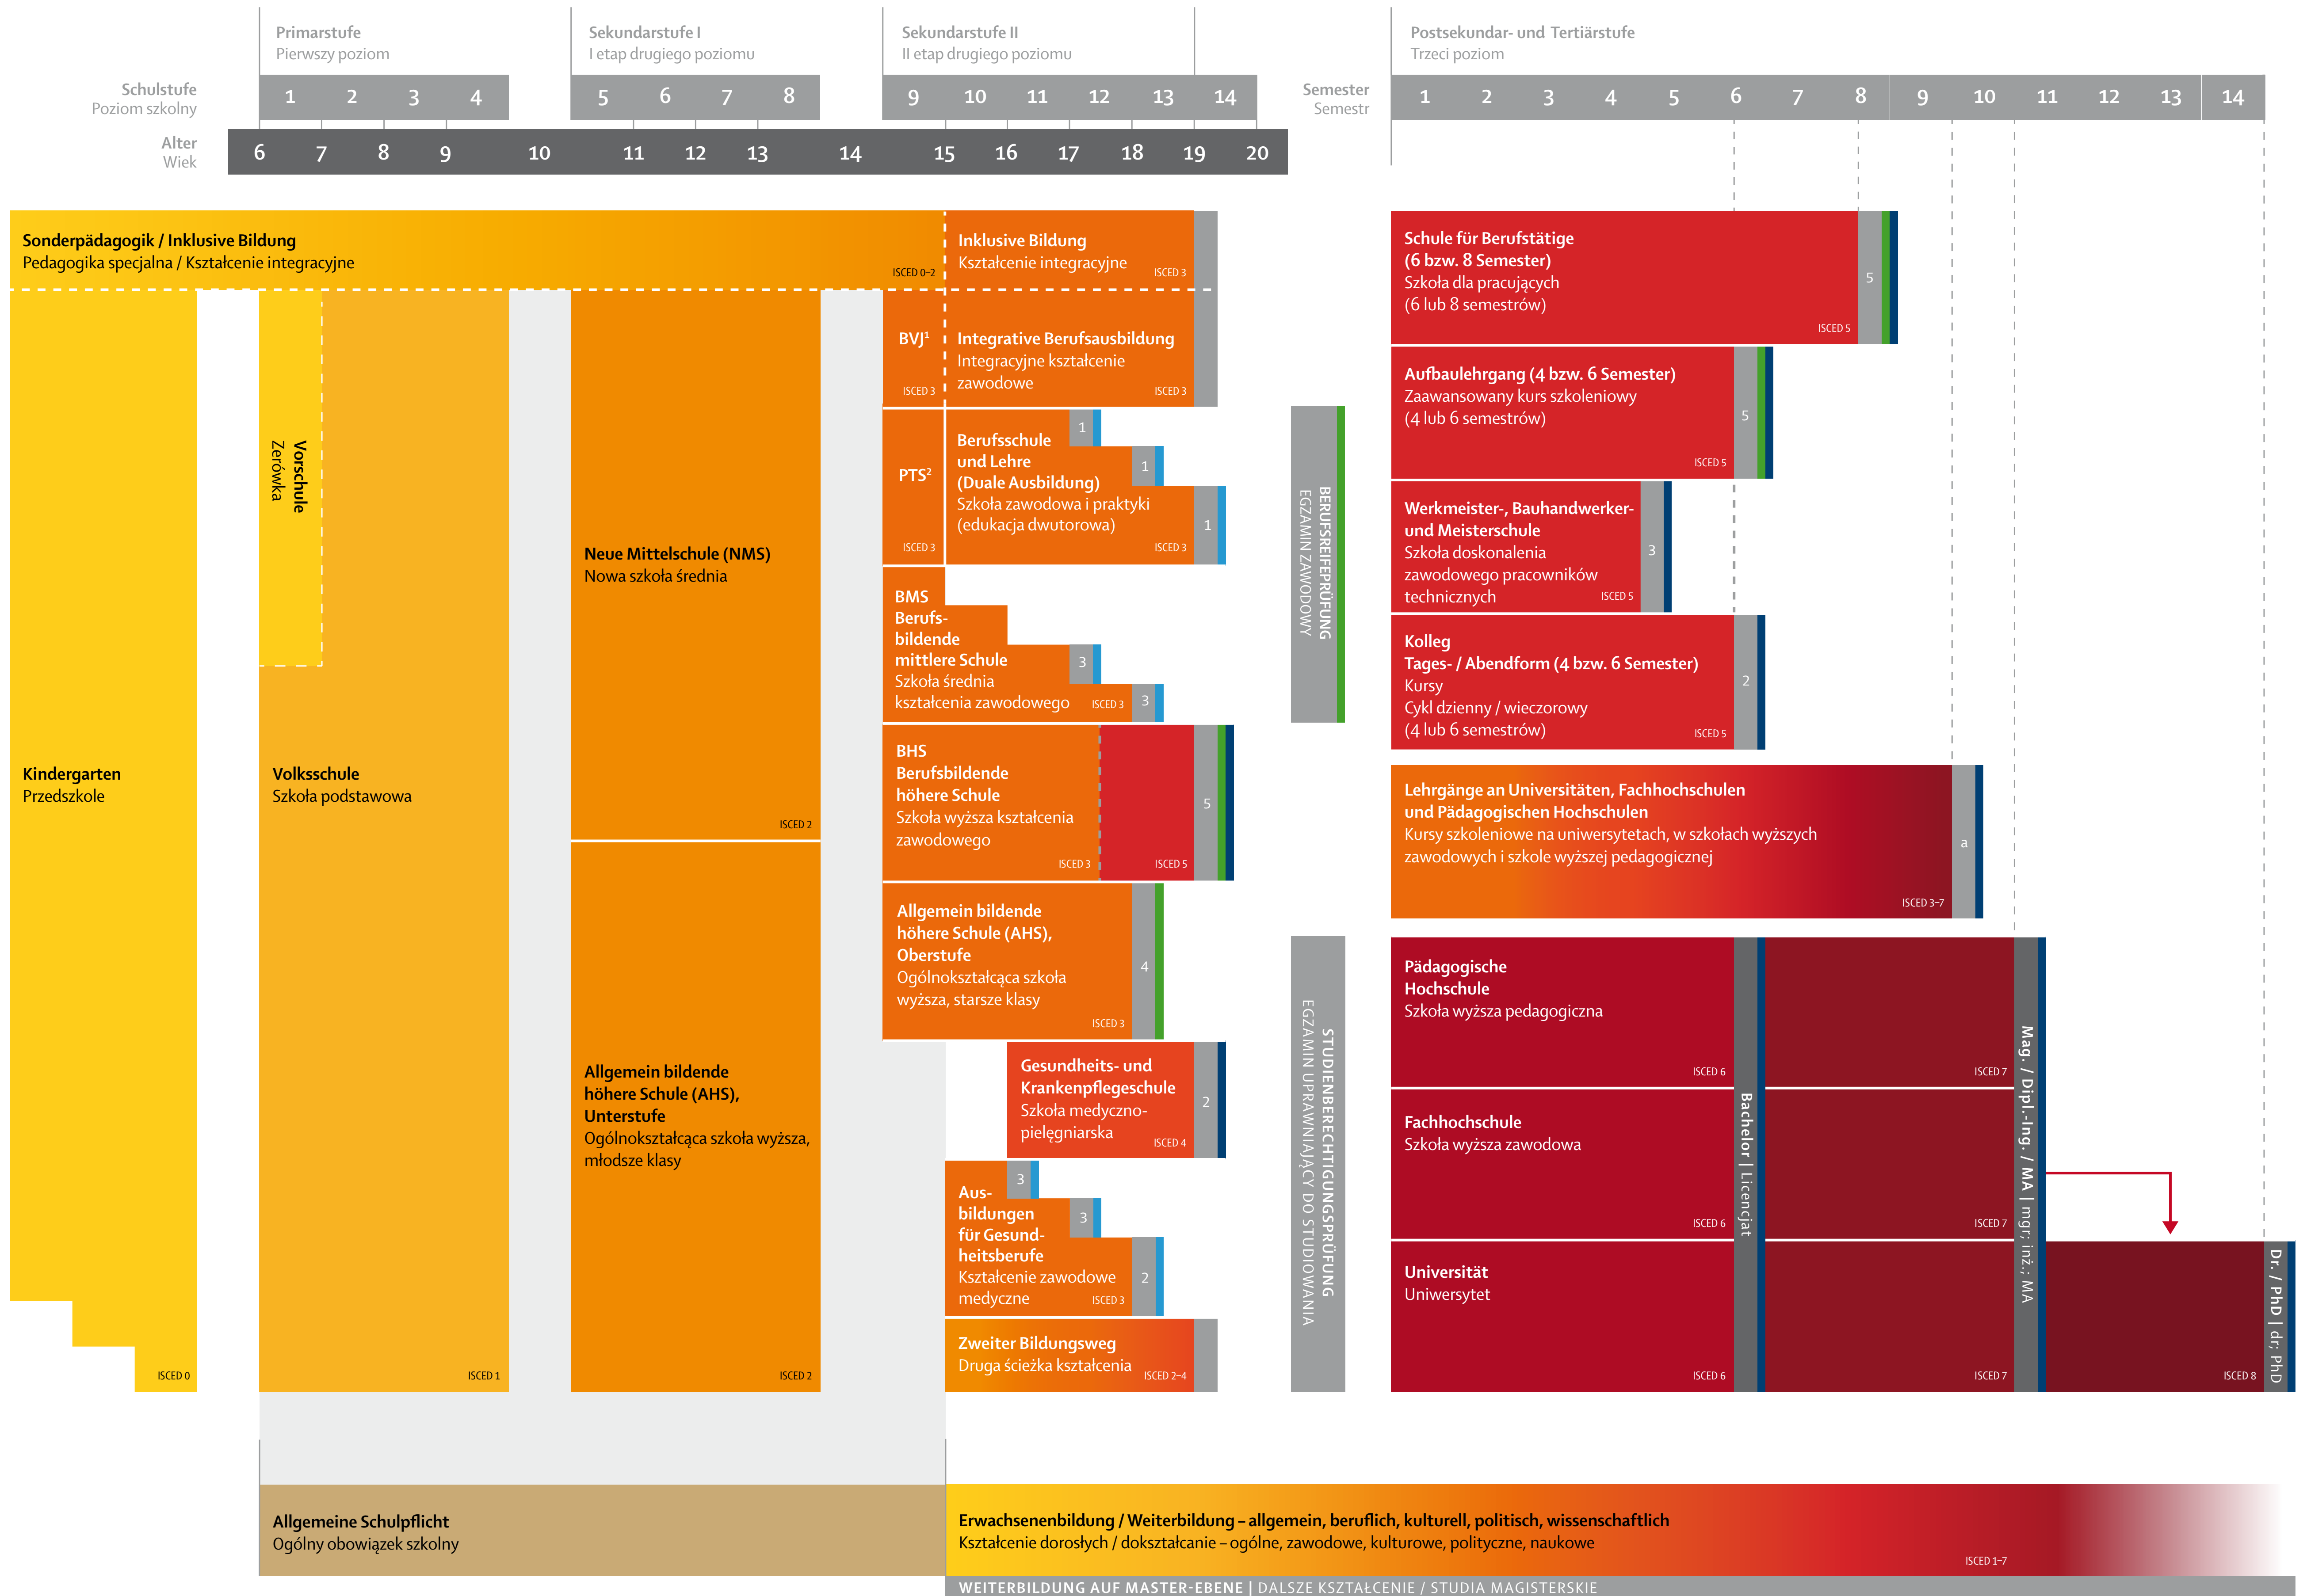 Primarstufe
Pierwszy poziom
Sekundarstufe I
I etap drugiego poziomu
Sekundarstufe II
II etap drugiego poziomu
Postsekundar- und Tertiärstufe
Trzeci poziom
Schulstufe
Poziom szkolny
1 2 3 4 5 6 7 8 9 10 11 12 13 14
Semester
Semestr
1 2 3 4 5 6 7 8 9 10 11 12 13 14
Alter
Wiek
6 7 8 9 10 11 12 13 14 15 16 17 18 19 20
Sonderpädagogik / Inklusive Bildung
Pedagogika specjalna / Kształcenie integracyjne
ISCED 0–2
Inklusive Bildung
Kształcenie integracyjne
ISCED 3
Kindergarten
Przedszkole
ISCED 0
Vorschule
Zerówka
Volksschule
Szkoła podstawowa
ISCED 1
Neue Mittelschule (NMS)
Nowa szkoła średnia
ISCED 2
Allgemein bildende
höhere Schule (AHS),
Unterstufe
Ogólnokształcąca szkoła wyższa,
młodsze klasy
ISCED 2
BVJ¹
ISCED 3
Integrative Berufsausbildung
Integracyjne kształcenie
zawodowe
ISCED 3
PTS²
ISCED 3
Berufsschule
und Lehre
(Duale Ausbildung)
Szkoła zawodowa i praktyki
(edukacja dwutorowa)
ISCED 3
1
1
1
BMS
Berufs-
bildende
mittlere Schule
Szkoła średnia
kształcenia zawodowego
ISCED 3
3
3
BHS
Berufsbildende
höhere Schule
Szkoła wyższa kształcenia
zawodowego
ISCED 3
ISCED 5
5
Allgemein bildende
höhere Schule (AHS),
Oberstufe
Ogólnokształcąca szkoła
wyższa, starsze klasy
ISCED 3
4
Gesundheits- und
Krankenpflegeschule
Szkoła medyczno-
pielęgniarska
ISCED 4
2
Aus-
bildungen
für Gesund-
heitsberufe
Kształcenie zawodowe
medyczne
ISCED 3
3
3
2
Zweiter Bildungsweg
Druga ścieżka kształcenia
ISCED 2–4
BERUFSREIFEPRÜFUNG
EGZAMIN ZAWODOWY
STUDIENBERECHTIGUNGSPRÜFUNG
EGZAMIN UPRAWNIAJĄCY DO STUDIOWANIA
Schule für Berufstätige
(6 bzw. 8 Semester)
Szkoła dla pracujących
(6 lub 8 semestrów)
ISCED 5
5
Aufbaulehrgang (4 bzw. 6 Semester)
Zaawansowany kurs szkoleniowy
(4 lub 6 semestrów)
ISCED 5
5
Werkmeister-, Bauhandwerker-
und Meisterschule
Szkoła doskonalenia
zawodowego pracowników
technicznych
ISCED 5
3
Kolleg
Tages- / Abendform (4 bzw. 6 Semester)
Kursy
Cykl dzienny / wieczorowy
(4 lub 6 semestrów)
ISCED 5
2
Lehrgänge an Universitäten, Fachhochschulen
und Pädagogischen Hochschulen
Kursy szkoleniowe na uniwersytetach, w szkołach wyższych
zawodowych i szkole wyższej pedagogicznej
ISCED 3–7
a
Pädagogische
Hochschule
Szkoła wyższa pedagogiczna
ISCED 6
ISCED 7
Fachhochschule
Szkoła wyższa zawodowa
ISCED 6
ISCED 7
Universität
Uniwersytet
ISCED 6
ISCED 7
ISCED 8
Bachelor | Licencjat
Mag. / Dipl.-Ing. / MA | mgr; inż.; MA
Dr. / PhD | dr; PhD
Allgemeine Schulpflicht
Ogólny obowiązek szkolny
Erwachsenenbildung / Weiterbildung – allgemein, beruflich, kulturell, politisch, wissenschaftlich
Kształcenie dorosłych / dokształcanie – ogólne, zawodowe, kulturowe, polityczne, naukowe
ISCED 1–7
WEITERBILDUNG AUF MASTER-EBENE | DALSZE KSZTAŁCENIE / STUDIA MAGISTERSKIE